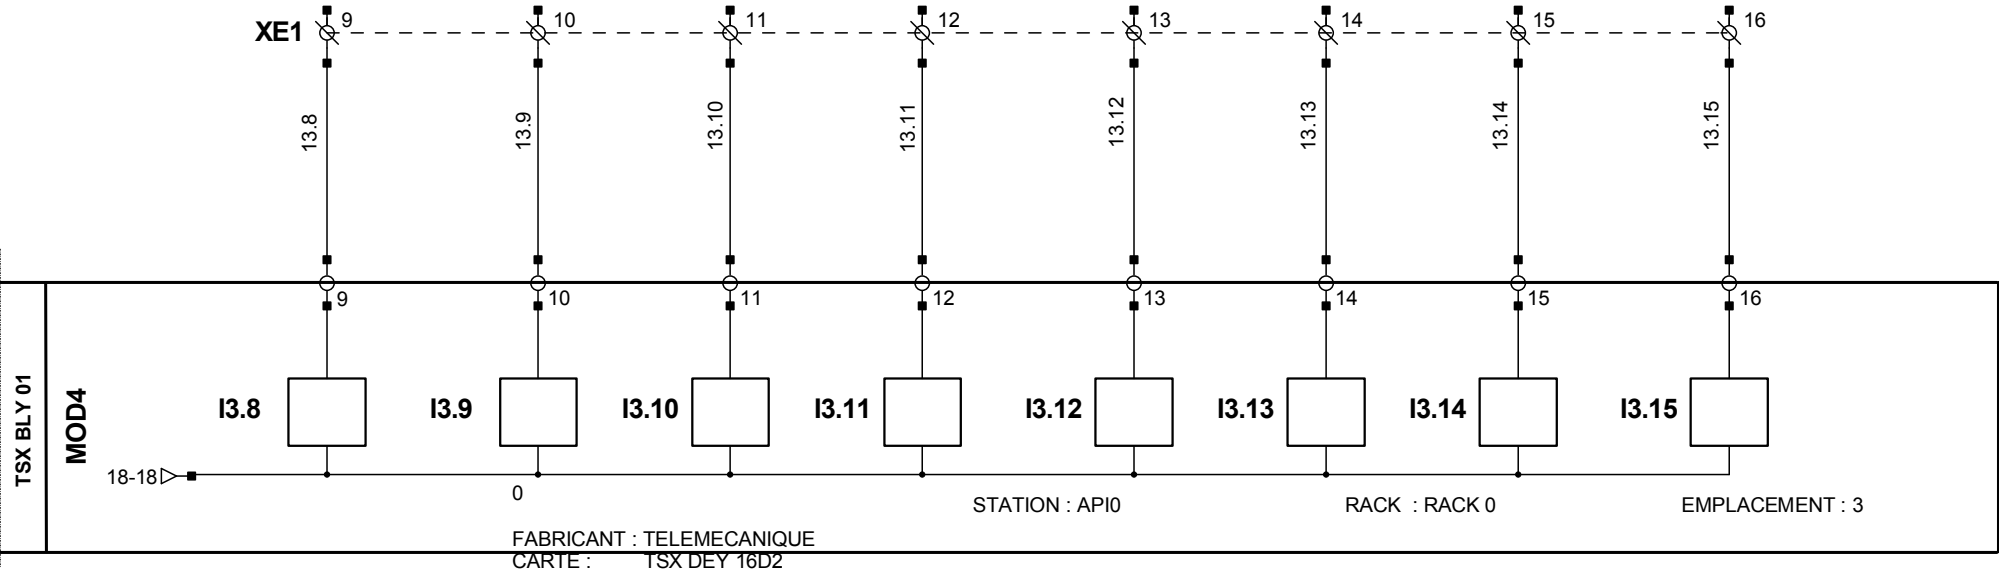 XE1 9 10 11 12 13 14 15 16
13.8 13.9 13.10 13.11 13.12 13.13 13.14 13.15
9 10 11 12 13 14 15 16
TSX BLY 01
MOD4
I3.8 I3.9 I3.10 I3.11 I3.12 I3.13 I3.14 I3.15
18-18
0
STATION : API0 RACK : RACK 0 EMPLACEMENT : 3
FABRICANT : TELEMECANIQUE
CARTE : TSX DEY 16D2